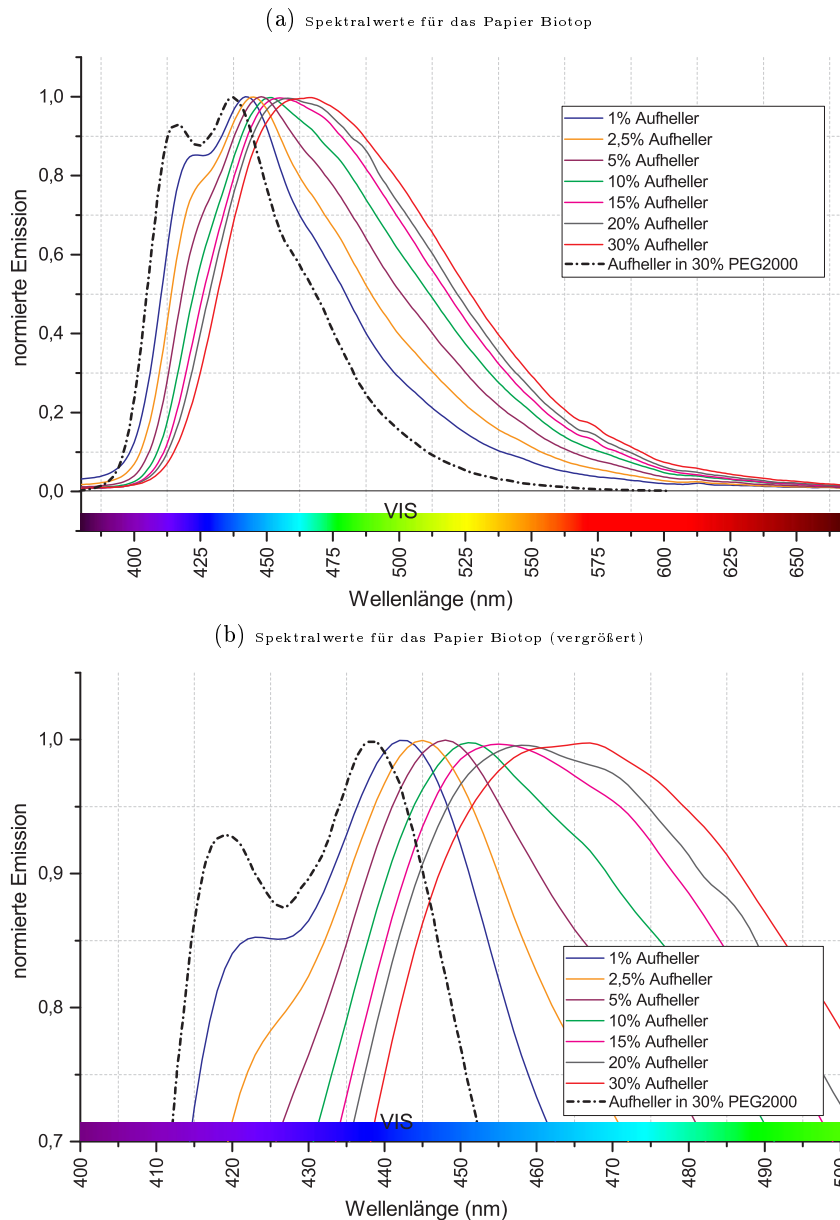 (a) Spektralwerte für das Papier Biotop
normierte Emission
1,0
0,8
0,6
0,4
0,2
0,0
1% Aufheller
2,5% Aufheller
5% Aufheller
10% Aufheller
15% Aufheller
20% Aufheller
30% Aufheller
Aufheller in 30% PEG2000
VIS
400 425 450 475 500 525 550 575 600 625 650
Wellenlänge (nm)
(b) Spektralwerte für das Papier Biotop (vergrößert)
normierte Emission
1,0
0,9
0,8
0,7
1% Aufheller
2,5% Aufheller
5% Aufheller
10% Aufheller
15% Aufheller
20% Aufheller
30% Aufheller
Aufheller in 30% PEG2000
VIS
400 410 420 430 440 450 460 470 480 490 500
Wellenlänge (nm)